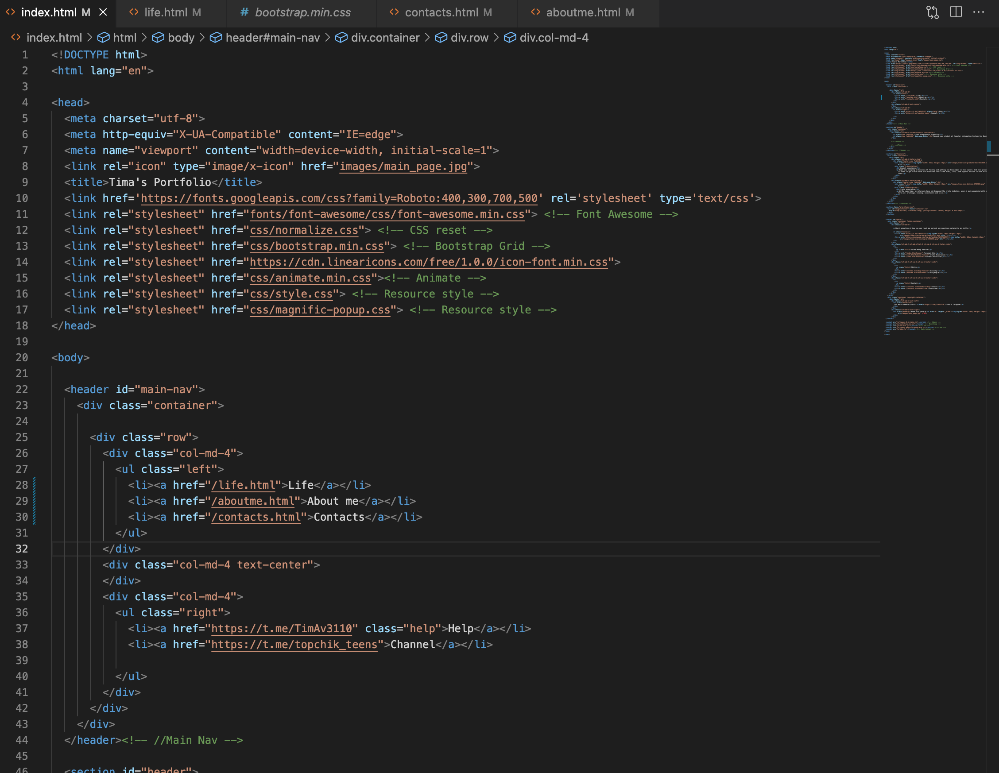 index.html M
life.html M
# bootstrap.min.css
contacts.html M
aboutme.html M
index.html > html > body > header#main-nav > div.container > div.row > div.col-md-4
1 <!DOCTYPE html>
2 <html lang="en">
3
4 <head>
5 <meta charset="utf-8">
6 <meta http-equiv="X-UA-Compatible" content="IE=edge">
7 <meta name="viewport" content="width=device-width, initial-scale=1">
8 <link rel="icon" type="image/x-icon" href="images/main_page.jpg">
9 <title>Tima's Portfolio</title>
10 <link href='https://fonts.googleapis.com/css?family=Roboto:400,300,700,500' rel='stylesheet' type='text/css'>
11 <link rel="stylesheet" href="fonts/font-awesome/css/font-awesome.min.css"> <!-- Font Awesome -->
12 <link rel="stylesheet" href="css/normalize.css"> <!-- CSS reset -->
13 <link rel="stylesheet" href="css/bootstrap.min.css"> <!-- Bootstrap Grid -->
14 <link rel="stylesheet" href="https://cdn.linearicons.com/free/1.0.0/icon-font.min.css">
15 <link rel="stylesheet" href="css/animate.min.css"><!-- Animate -->
16 <link rel="stylesheet" href="css/style.css"> <!-- Resource style -->
17 <link rel="stylesheet" href="css/magnific-popup.css"> <!-- Resource style -->
18 </head>
19
20 <body>
21
22 <header id="main-nav">
23 <div class="container">
24
25 <div class="row">
26 <div class="col-md-4">
27 <ul class="left">
28 <li><a href="/life.html">Life</a></li>
29 <li><a href="/aboutme.html">About me</a></li>
30 <li><a href="/contacts.html">Contacts</a></li>
31 </ul>
32 </div>
33 <div class="col-md-4 text-center">
34 </div>
35 <div class="col-md-4">
36 <ul class="right">
37 <li><a href="https://t.me/TimAv3110" class="help">Help</a></li>
38 <li><a href="https://t.me/topchik_teens">Channel</a></li>
39
40 </ul>
41 </div>
42 </div>
43 </div>
44 </header><!-- //Main Nav -->
45
46 <section id="header">